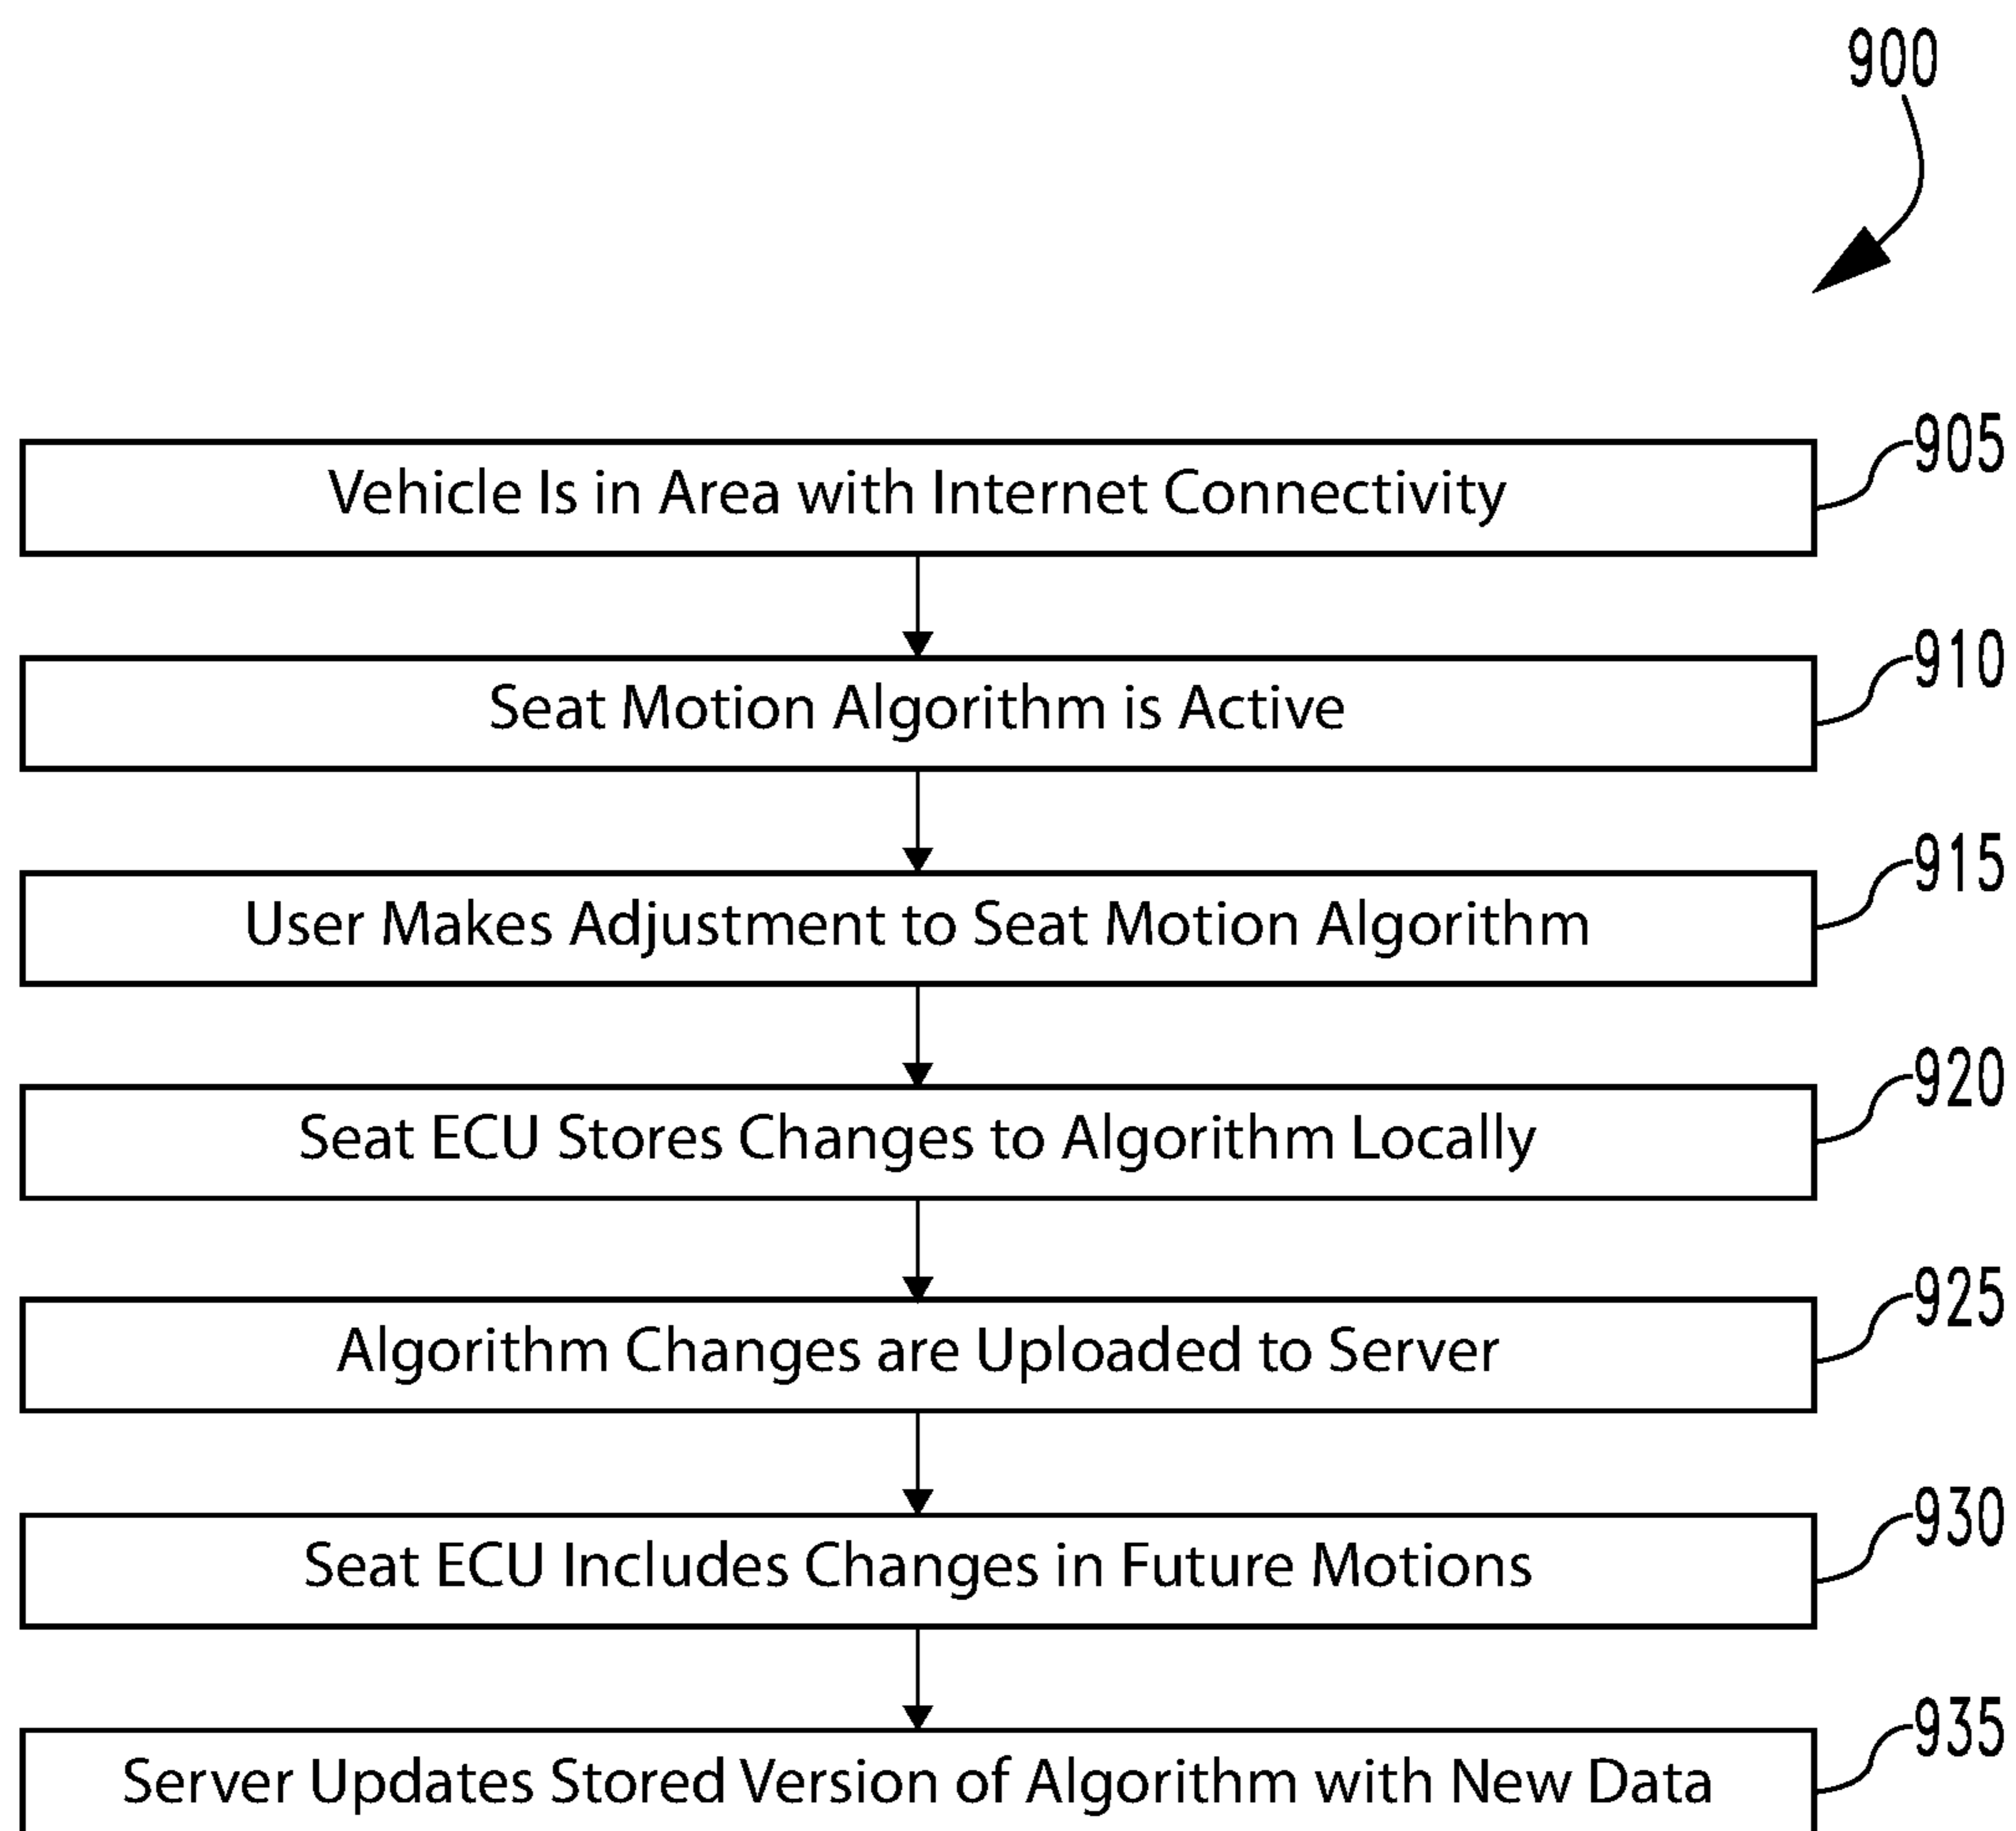 900
Vehicle Is in Area with Internet Connectivity
905
Seat Motion Algorithm is Active
910
User Makes Adjustment to Seat Motion Algorithm
915
Seat ECU Stores Changes to Algorithm Locally
920
Algorithm Changes are Uploaded to Server
925
Seat ECU Includes Changes in Future Motions
930
Server Updates Stored Version of Algorithm with New Data
935